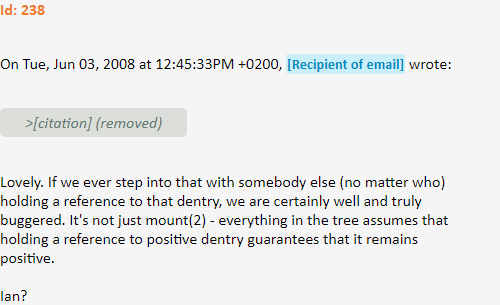 Id: 238
On Tue, Jun 03, 2008 at 12:45:33PM +0200, [Recipient of email] wrote:
>[citation] (removed)
Lovely. If we ever step into that with somebody else (no matter who)
holding a reference to that dentry, we are certainly well and truly
buggered. It's not just mount(2) - everything in the tree assumes that
holding a reference to positive dentry guarantees that it remains
positive.
Ian?